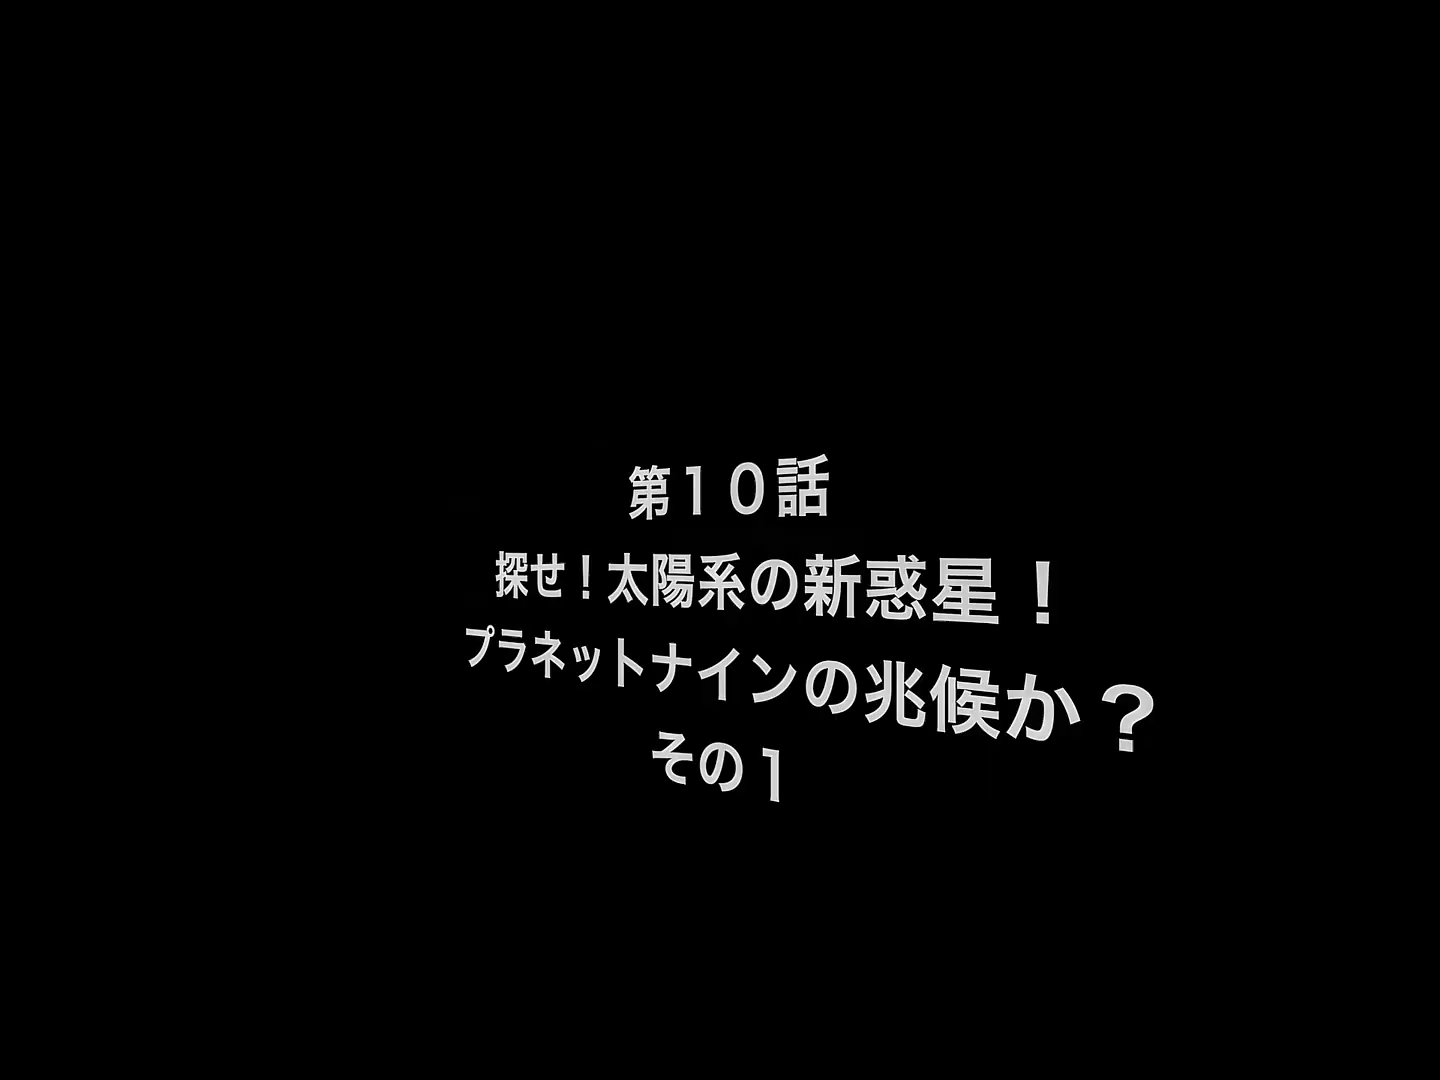 第１０話
探せ！太陽系の新惑星！
プラネットナインの兆候か？
その１